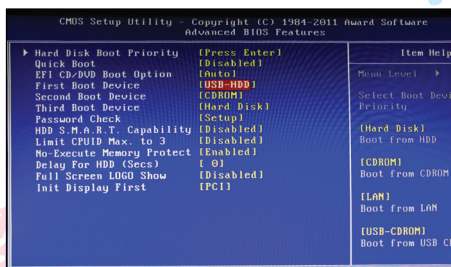 CMOS Setup Utility - Copyright (C) 1984-2011 Award Software
Advanced BIOS Features
Hard Disk Boot Priority [Press Enter]
Quick Boot [Disabled]
EFI CD/DVD Boot Option [Auto]
First Boot Device [USB-HDD]
Second Boot Device [CDROM]
Third Boot Device [Hard Disk]
Password Check [Setup]
HDD S.M.A.R.T. Capability [Disabled]
Limit CPUID Max. to 3 [Disabled]
No-Execute Memory Protect [Enabled]
Delay For HDD (Secs) [ 0]
Full Screen LOGO Show [Disabled]
Init Display First [PCI]
Item Help
Menu Level
Select Boot Devi
Priority
[Hard Disk]
Boot from HDD
[CDROM]
Boot from CDROM
[LAN]
Boot from LAN
[USB-CDROM]
Boot from USB CD